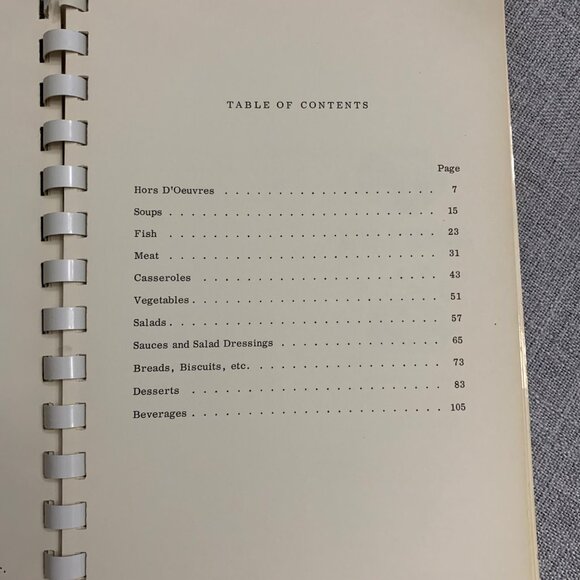 TABLE OF CONTENTS
Page
Hors D'Oeuvres . . . . . . . . . . . . . . . . . . . 7
Soups . . . . . . . . . . . . . . . . . . . . . . . . 15
Fish . . . . . . . . . . . . . . . . . . . . . . . . 23
Meat . . . . . . . . . . . . . . . . . . . . . . . . 31
Casseroles . . . . . . . . . . . . . . . . . . . . . 43
Vegetables . . . . . . . . . . . . . . . . . . . . . 51
Salads . . . . . . . . . . . . . . . . . . . . . . . 57
Sauces and Salad Dressings . . . . . . . . . . . . . 65
Breads, Biscuits, etc. . . . . . . . . . . . . . . . 73
Desserts . . . . . . . . . . . . . . . . . . . . . . 83
Beverages . . . . . . . . . . . . . . . . . . . . . . 105